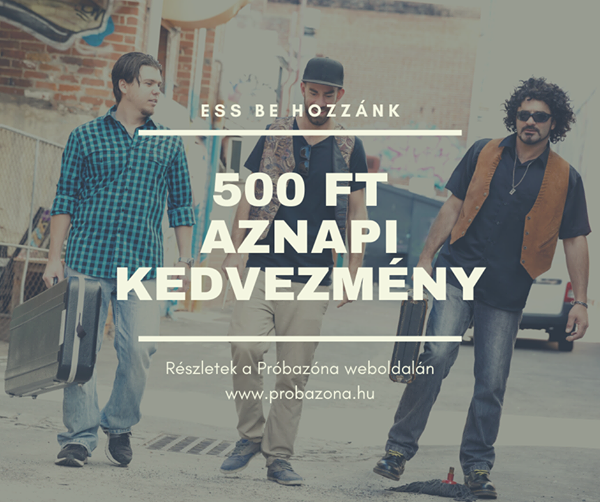 ESS BE HOZZÁNK
500 FT
AZNAPI
KEDVEZMÉNY
Részletek a Próbazóna weboldalán
www.probazona.hu